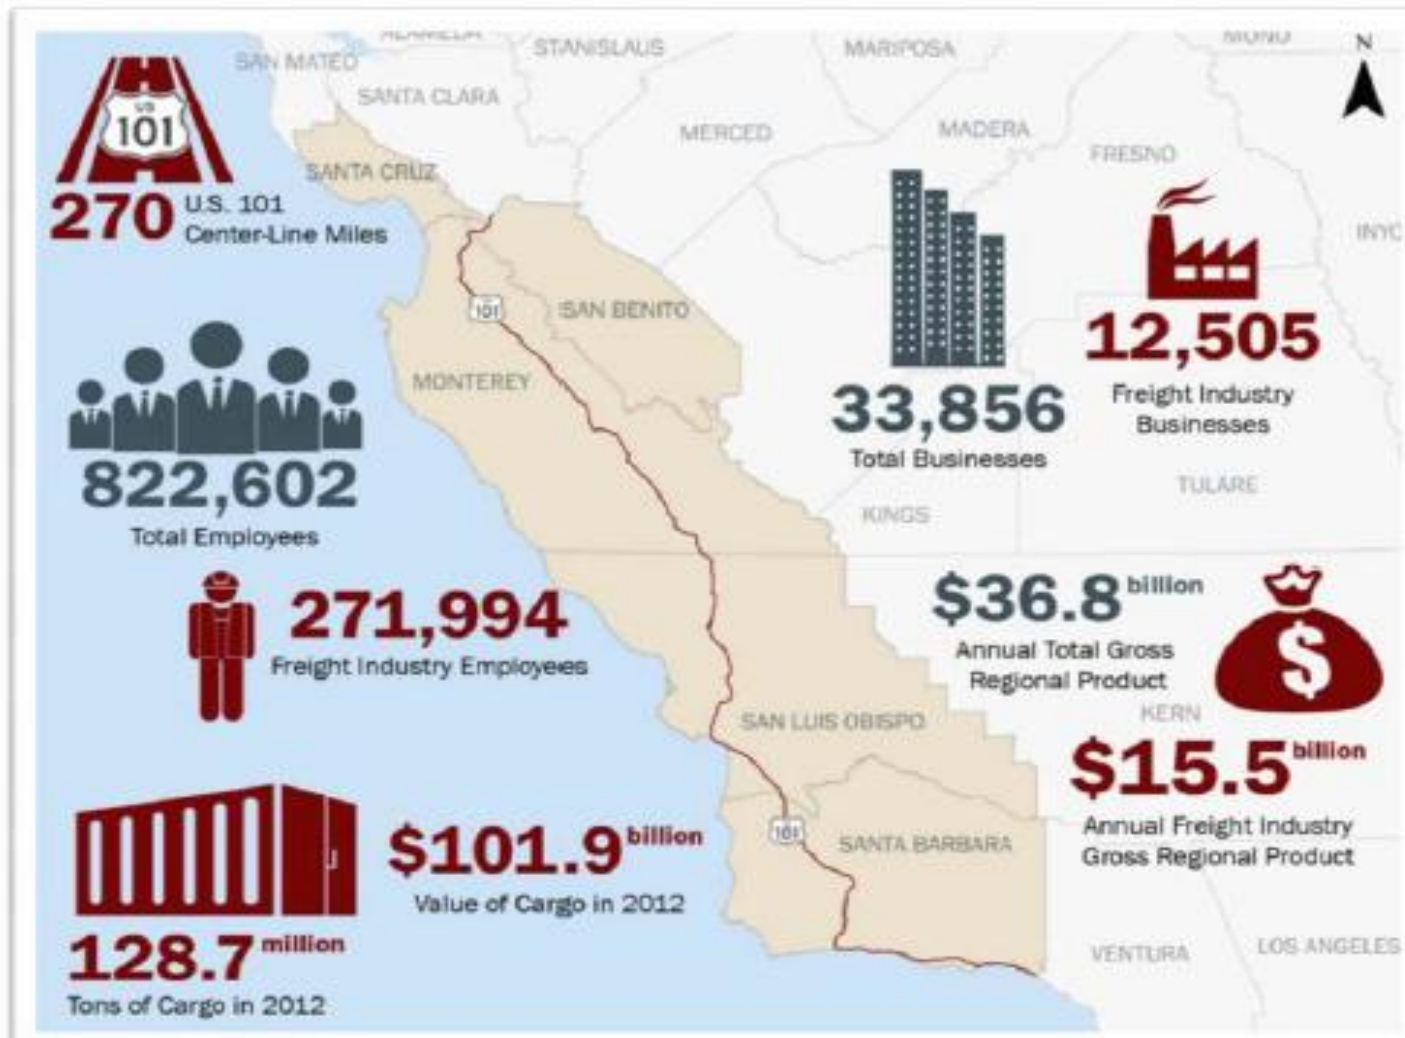 ALAMEDA
STANISLAUS
MARIPOSA
MONO
N
SAN MATEO
SANTA CLARA
MERCED
MADERA
FRESNO
INYO
US
101
270
U.S. 101
Center-Line Miles
SANTA CRUZ
101
SAN BENITO
MONTEREY
12,505
Freight Industry
Businesses
33,856
Total Businesses
822,602
Total Employees
TULARE
KINGS
271,994
Freight Industry Employees
$36.8 billion
Annual Total Gross
Regional Product
$
KERN
SAN LUIS OBISPO
$15.5 billion
Annual Freight Industry
Gross Regional Product
101
SANTA BARBARA
$101.9 billion
Value of Cargo in 2012
128.7 million
Tons of Cargo in 2012
VENTURA
LOS ANGELES